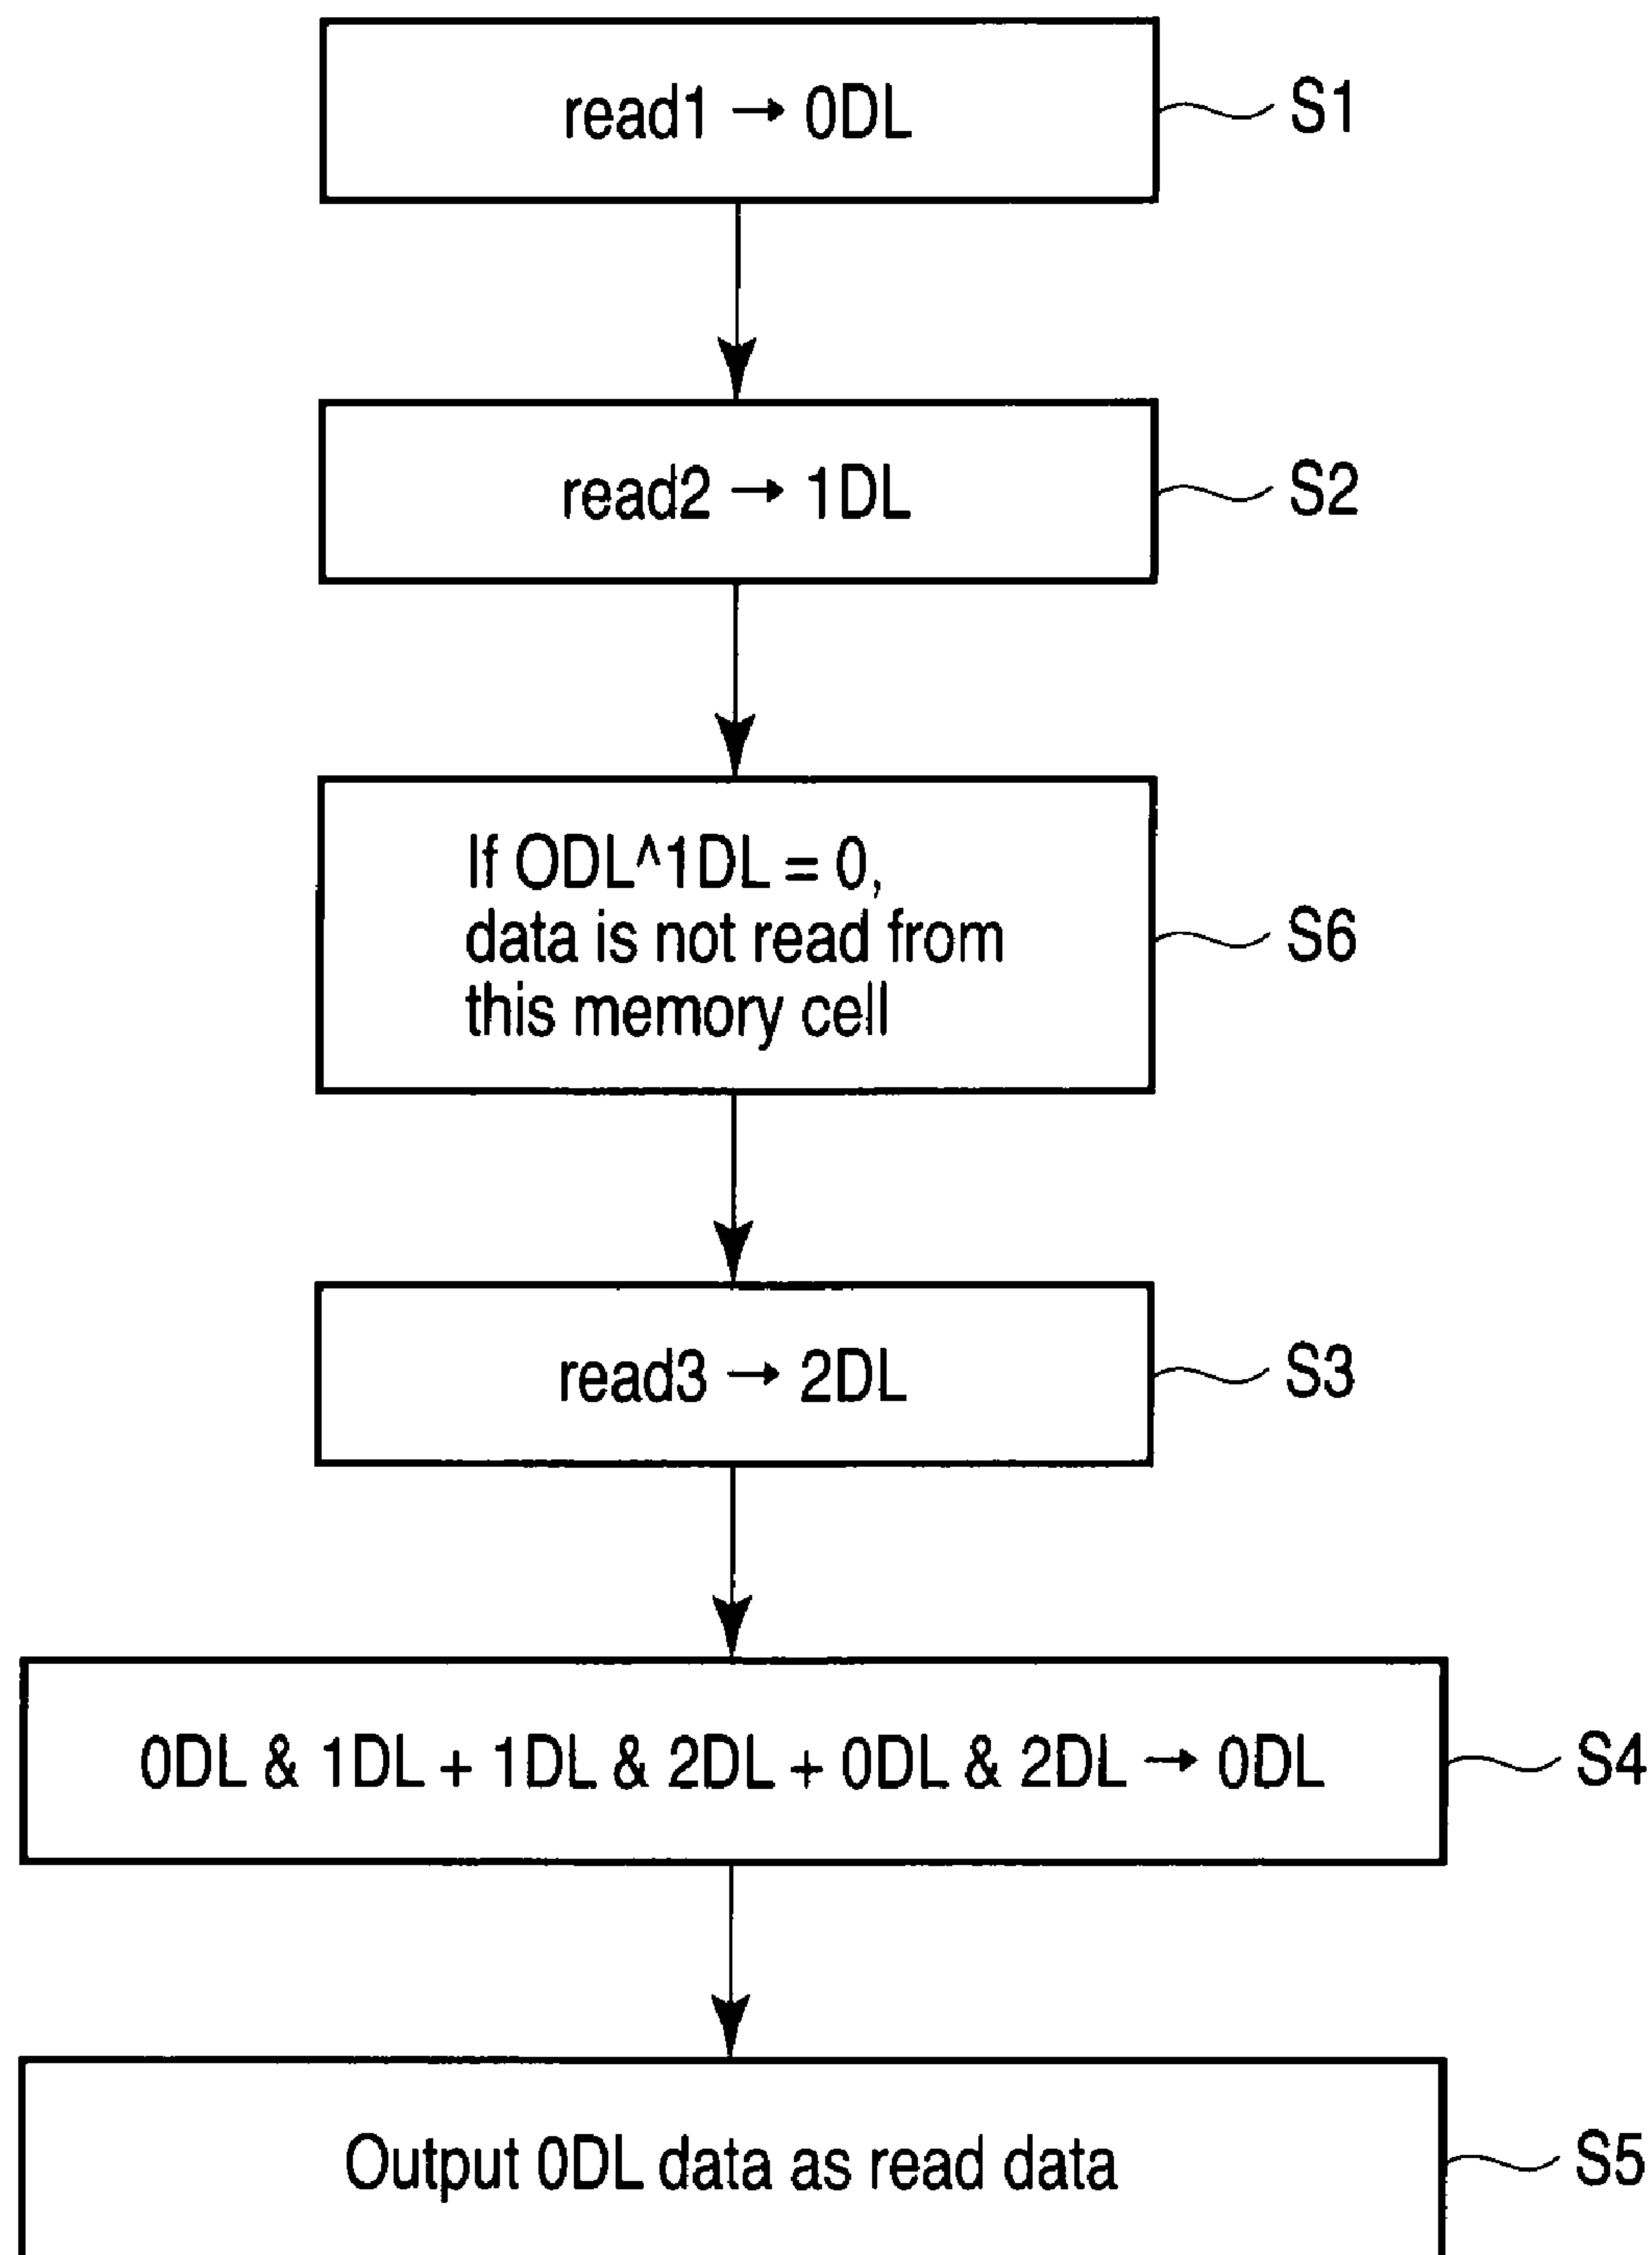 read1 → 0DL
S1
read2 → 1DL
S2
If ODL^1DL = 0,
data is not read from
this memory cell
S6
read3 → 2DL
S3
0DL & 1DL + 1DL & 2DL + 0DL & 2DL → 0DL
S4
Output 0DL data as read data
S5